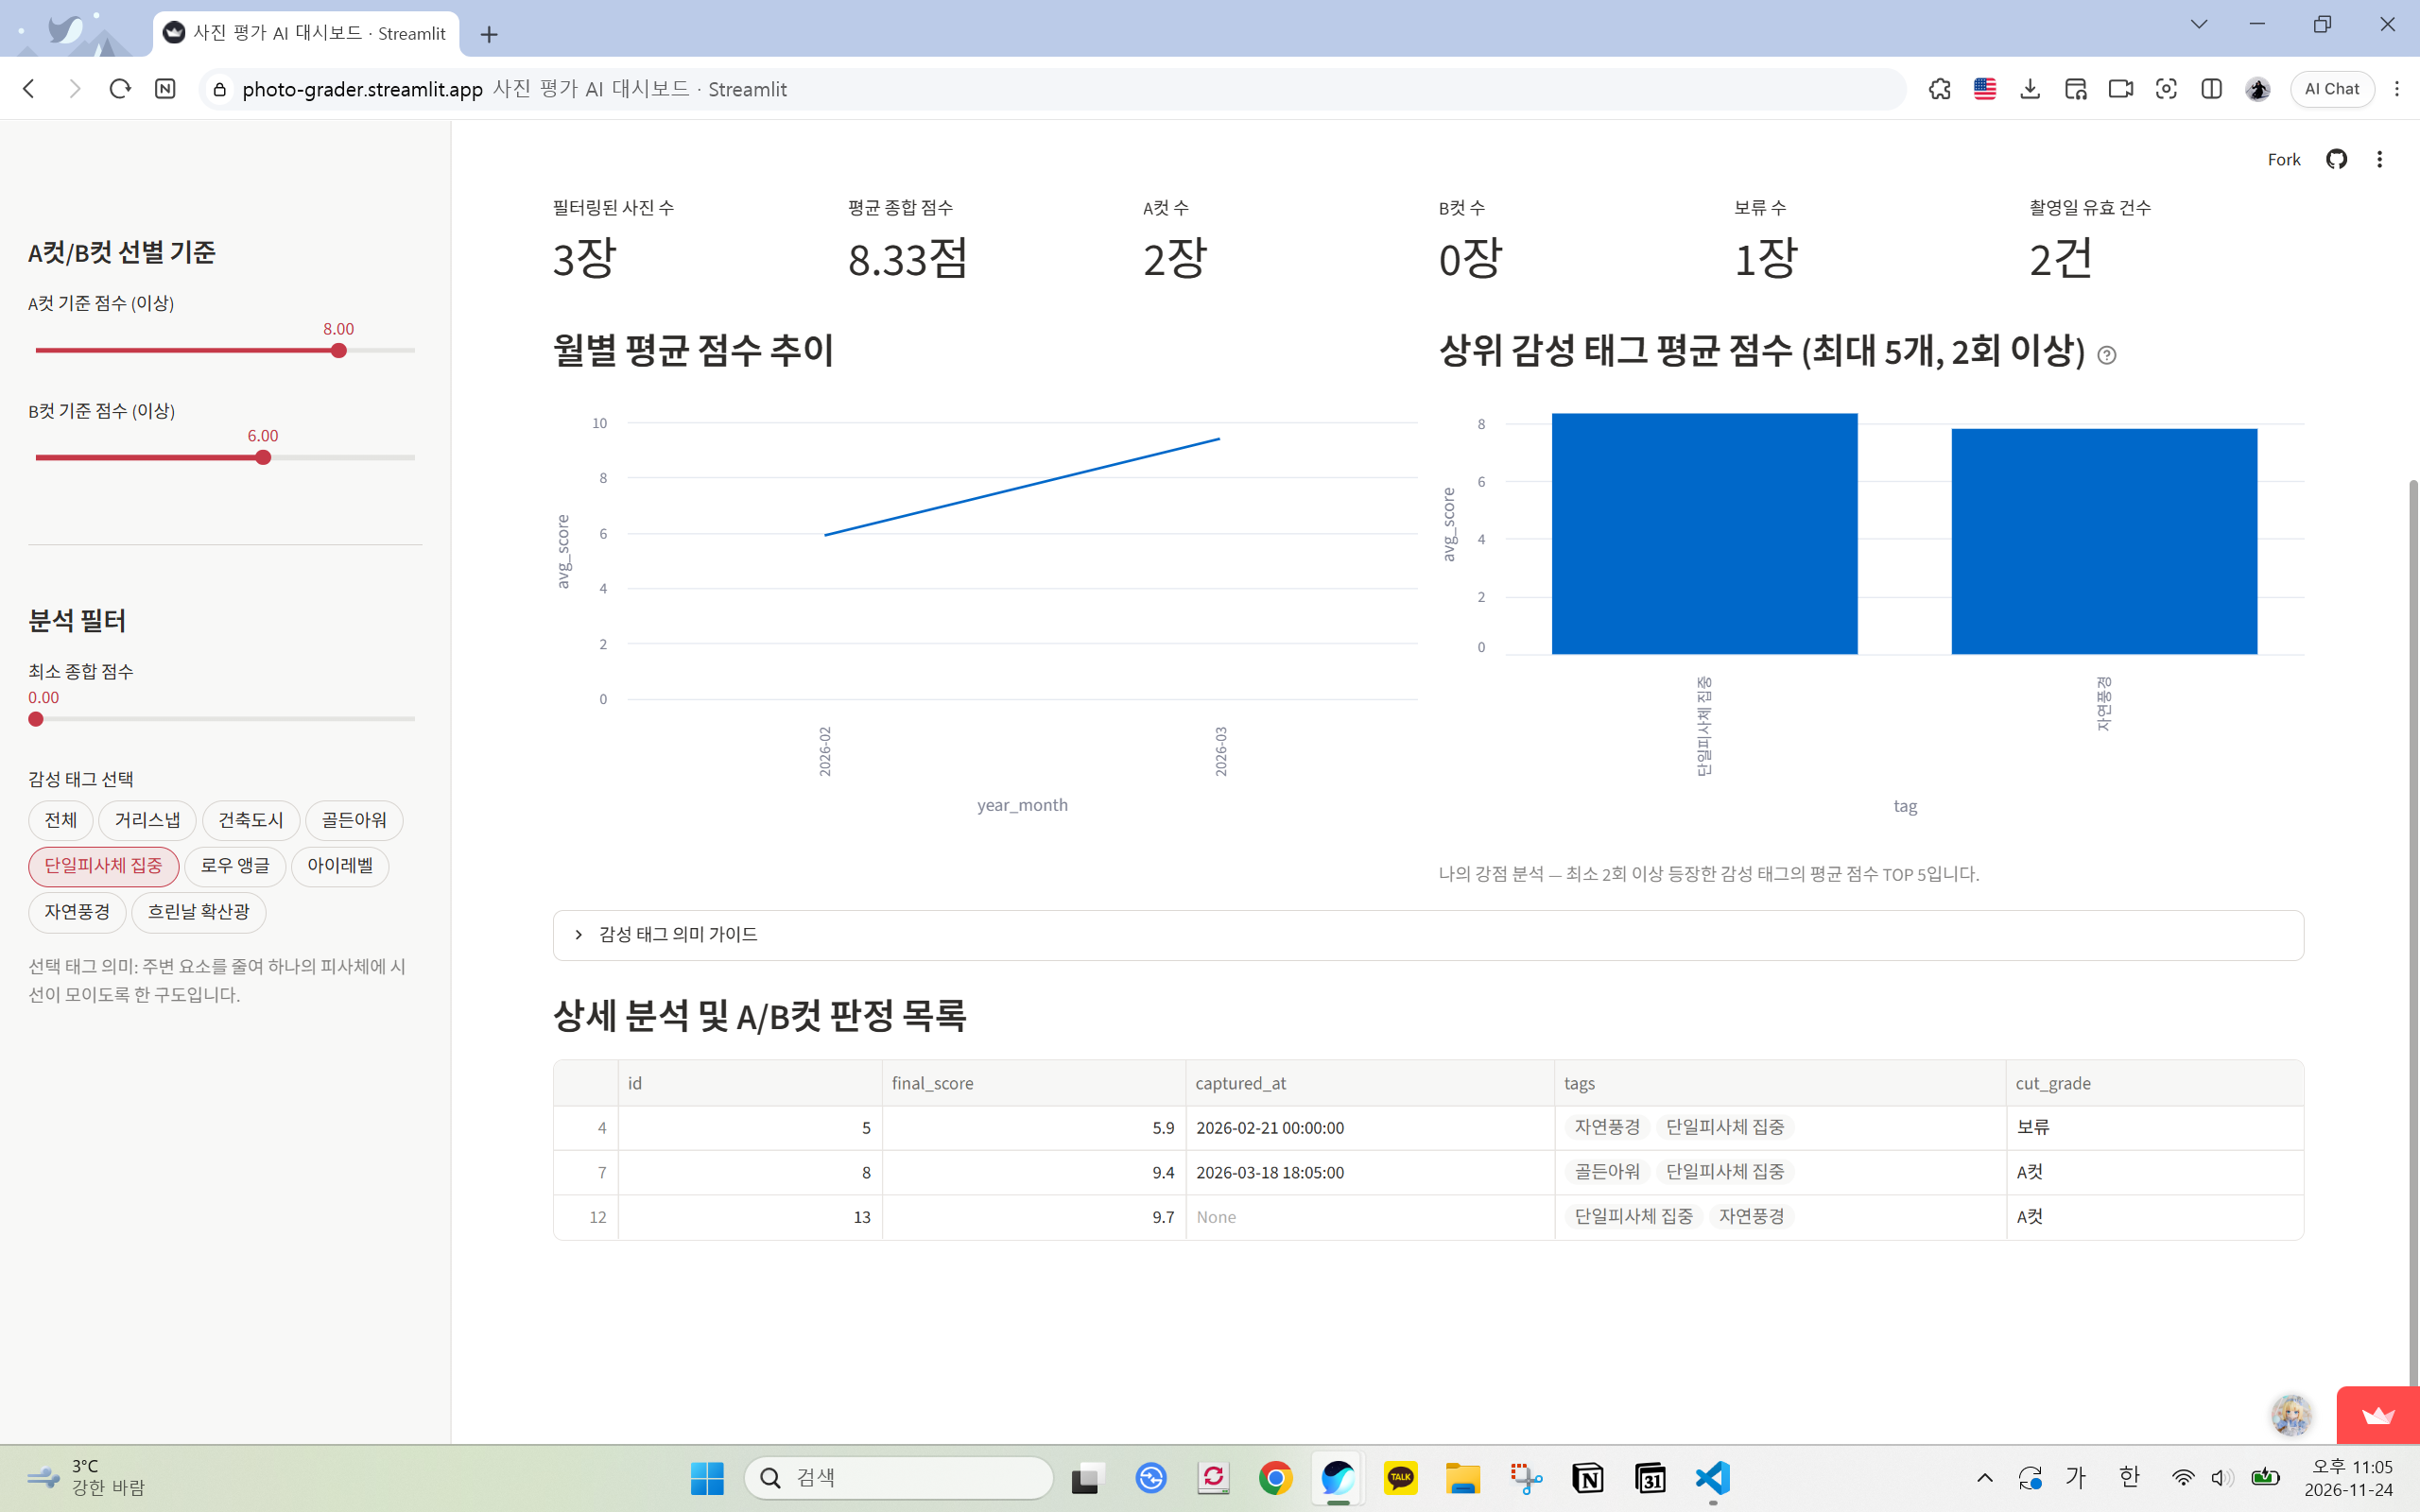 사진 평가 AI 대시보드 · Streamlit
photo-grader.streamlit.app 사진 평가 AI 대시보드 · Streamlit
AI Chat
Fork
A컷/B컷 선별 기준
A컷 기준 점수 (이상)
8.00
B컷 기준 점수 (이상)
6.00
분석 필터
최소 종합 점수
0.00
감성 태그 선택
전체 거리스냅 건축도시 골든아워
단일피사체 집중 로우 앵글 아이레벨
자연풍경 흐린날 확산광
선택 태그 의미: 주변 요소를 줄여 하나의 피사체에 시
선이 모이도록 한 구도입니다.
필터링된 사진 수 평균 종합 점수 A컷 수 B컷 수 보류 수 촬영일 유효 건수
3장 8.33점 2장 0장 1장 2건
월별 평균 점수 추이
10
8
6
4
2
0
avg_score
2026-02
2026-03
year_month
상위 감성 태그 평균 점수 (최대 5개, 2회 이상)
8
6
4
2
0
avg_score
단일피사체 집중
자연풍경
tag
나의 강점 분석 — 최소 2회 이상 등장한 감성 태그의 평균 점수 TOP 5입니다.
감성 태그 의미 가이드
상세 분석 및 A/B컷 판정 목록
id final_score captured_at tags cut_grade
4 5 5.9 2026-02-21 00:00:00 자연풍경 단일피사체 집중 보류
7 8 9.4 2026-03-18 18:05:00 골든아워 단일피사체 집중 A컷
12 13 9.7 None 단일피사체 집중 자연풍경 A컷
3°C
강한 바람
검색
TALK
31
가 한
오후 11:05
2026-11-24